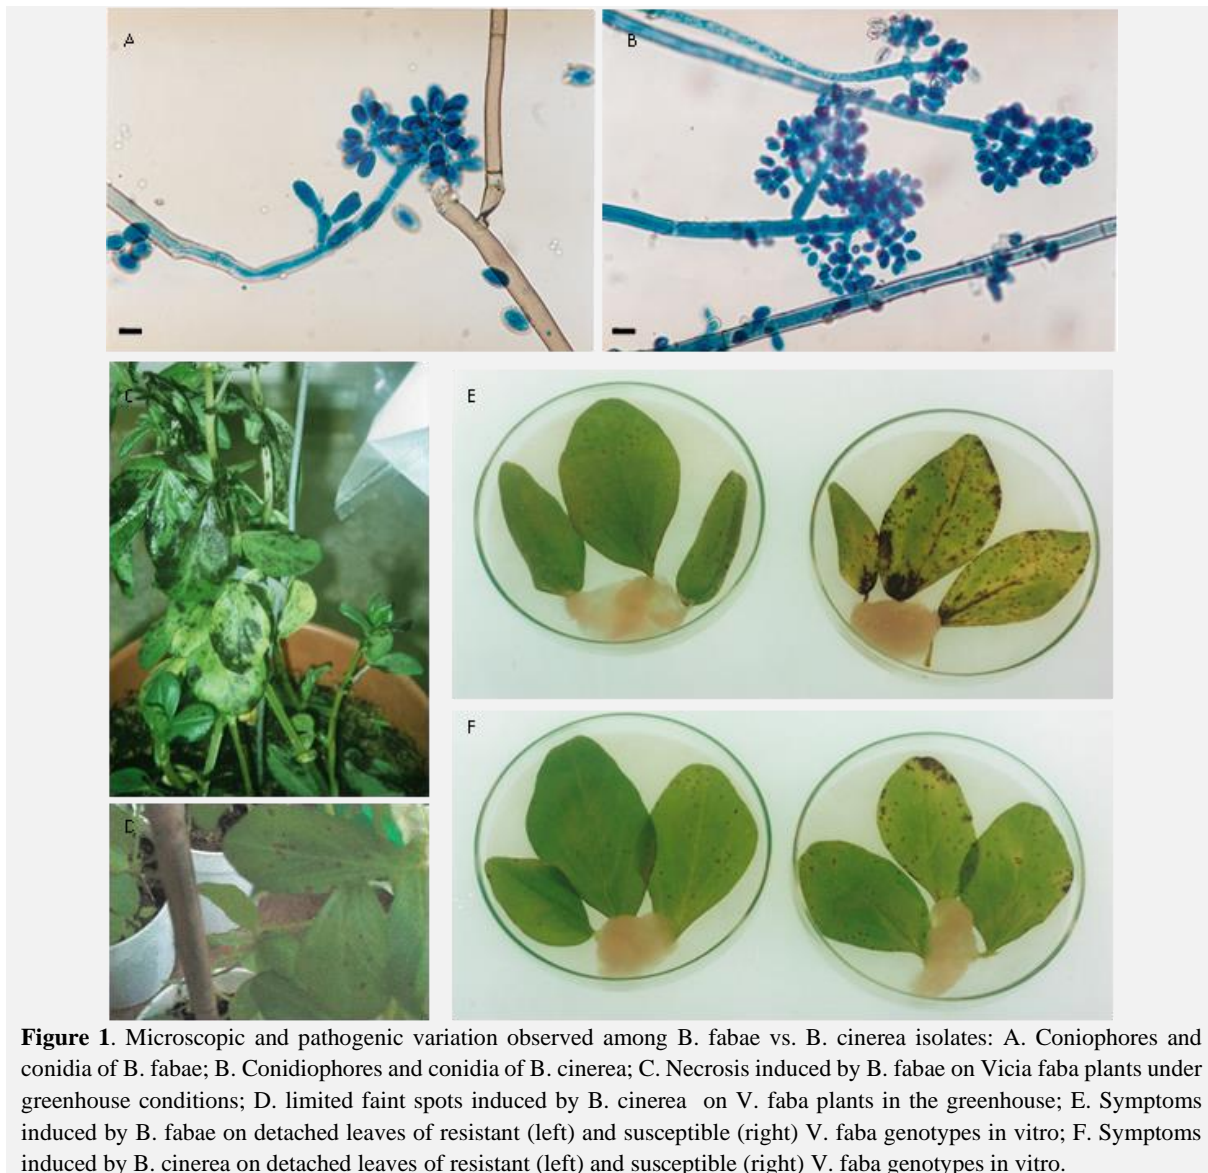 A
B
C
E
D
F
Figure 1. Microscopic and pathogenic variation observed among B. fabae vs. B. cinerea isolates: A. Coniophores and
conidia of B. fabae; B. Conidiophores and conidia of B. cinerea; C. Necrosis induced by B. fabae on Vicia faba plants under
greenhouse conditions; D. limited faint spots induced by B. cinerea on V. faba plants in the greenhouse; E. Symptoms
induced by B. fabae on detached leaves of resistant (left) and susceptible (right) V. faba genotypes in vitro; F. Symptoms
induced by B. cinerea on detached leaves of resistant (left) and susceptible (right) V. faba genotypes in vitro.